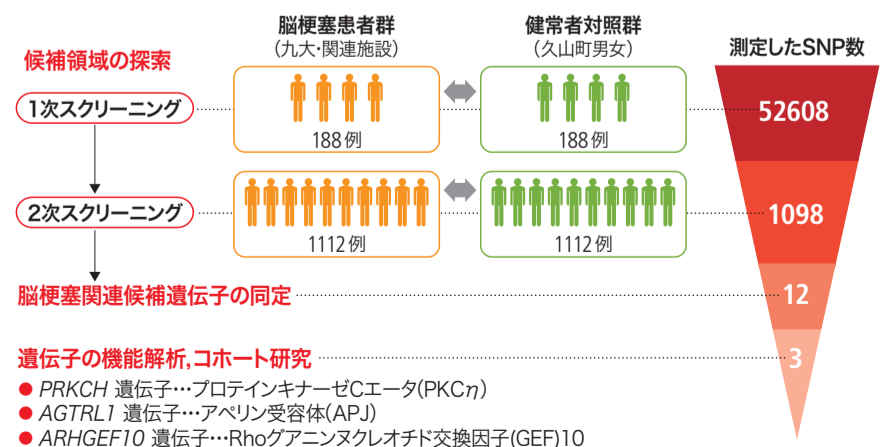 脳梗塞患者群
(九大・関連施設)
健常者対照群
(久山町男女)
測定したSNP数
候補領域の探索
1次スクリーニング
188例
188例
52608
2次スクリーニング
1112例
1112例
1098
脳梗塞関連候補遺伝子の同定
12
遺伝子の機能解析,コホート研究
3
● PRKCH 遺伝子…プロテインキナーゼCエータ(PKCη)
● AGTRL1 遺伝子…アペリン受容体(APJ)
● ARHGEF10 遺伝子…Rhoグアニンヌクレオチド交換因子(GEF)10